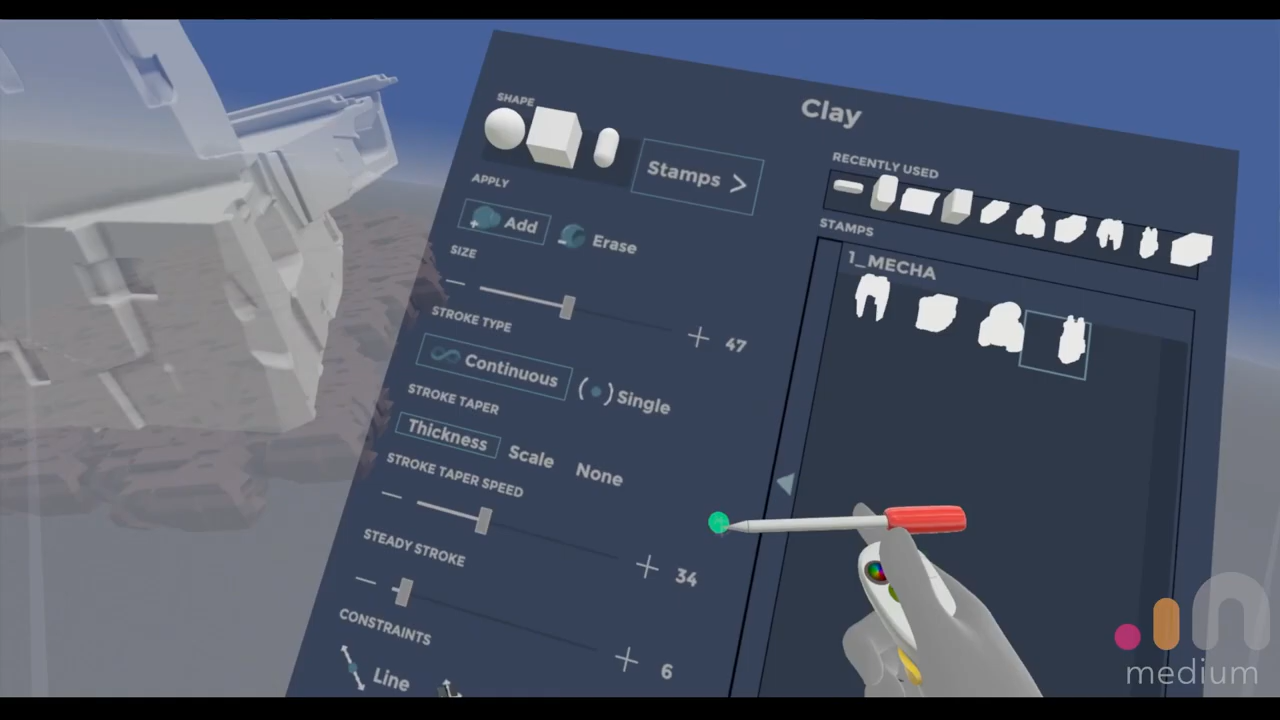 Clay
SHAPE
Stamps >
APPLY
Add
Erase
SIZE
47
STROKE TYPE
Continuous
Single
STROKE TAPER
Thickness
Scale
None
STROKE TAPER SPEED
34
STEADY STROKE
6
CONSTRAINTS
Line
RECENTLY USED
STAMPS
1_MECHA
medium